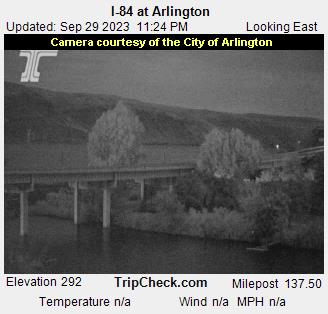 I-84 at Arlington
Updated: Sep 29 2023 11:24 PM Looking East
Camera courtesy of the City of Arlington
Elevation 292 TripCheck.com Milepost 137.50
Temperature n/a Wind n/a MPH n/a